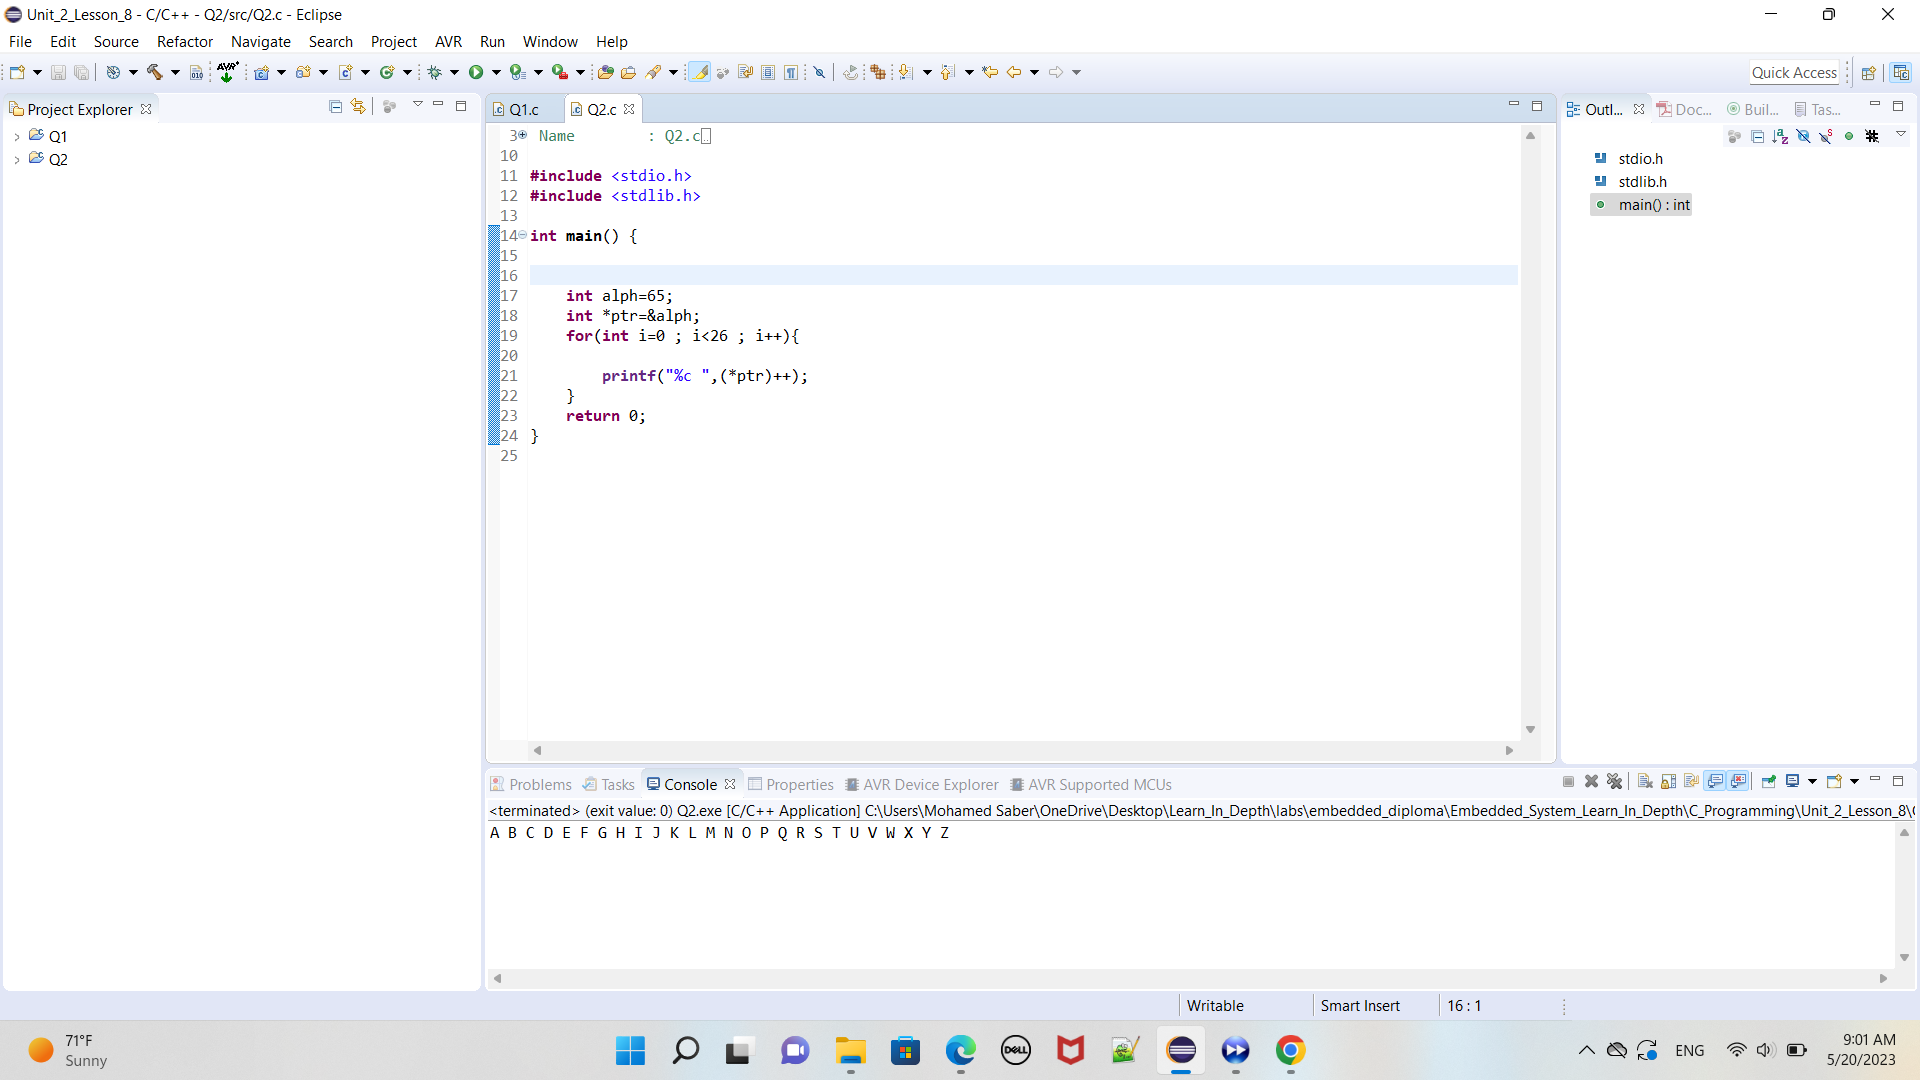 Unit_2_Lesson_8 - C/C++ - Q2/src/Q2.c - Eclipse
File Edit Source Refactor Navigate Search Project AVR Run Window Help
Quick Access
Project Explorer
Q1
Q2
Q1.c Q2.c
3 Name : Q2.c
10
11 #include <stdio.h>
12 #include <stdlib.h>
13
14 int main() {
15
16
17 int alph=65;
18 int *ptr=&alph;
19 for(int i=0 ; i<26 ; i++){
20
21 printf("%c ",(*ptr)++);
22 }
23 return 0;
24 }
25
Outl... Doc... Buil... Tas...
stdio.h
stdlib.h
main() : int
Problems Tasks Console Properties AVR Device Explorer AVR Supported MCUs
<terminated> (exit value: 0) Q2.exe [C/C++ Application] C:\Users\Mohamed Saber\OneDrive\Desktop\Learn_In_Depth\labs\embedded_diploma\Embedded_System_Learn_In_Depth\C_Programming\Unit_2_Lesson_8\
A B C D E F G H I J K L M N O P Q R S T U V W X Y Z
Writable Smart Insert 16 : 1
71°F
Sunny
DELL
ENG
9:01 AM
5/20/2023